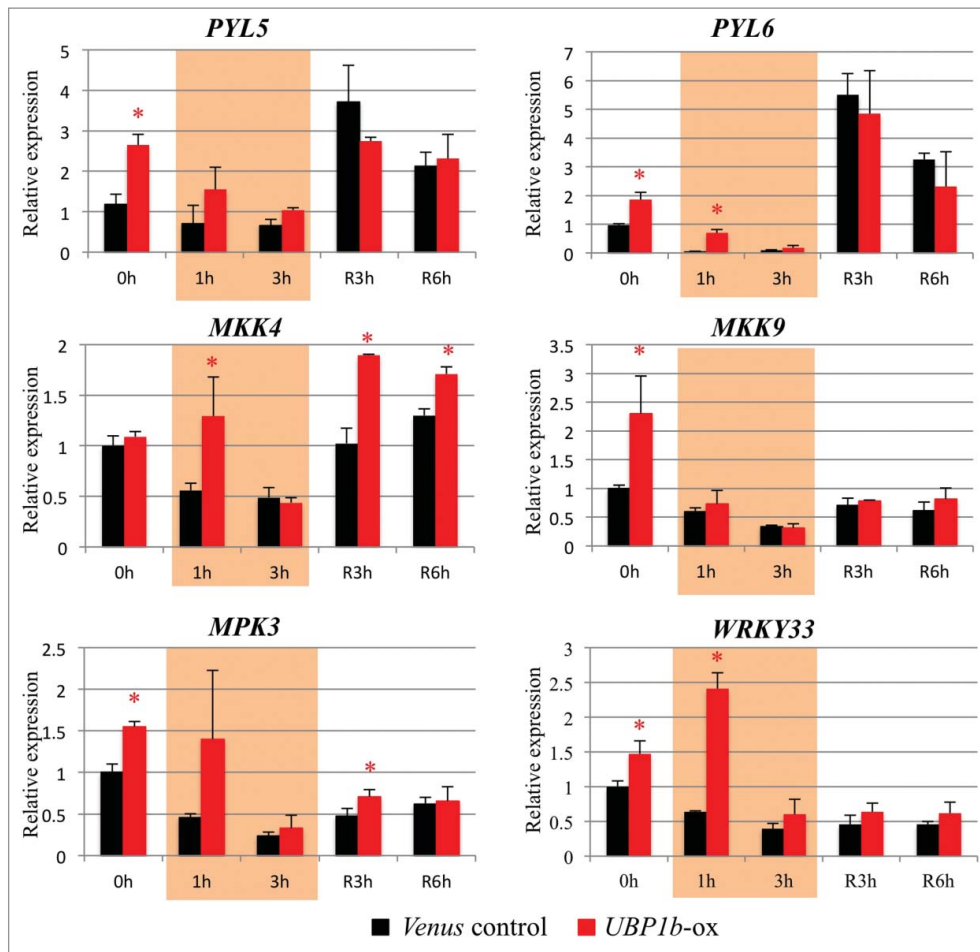 PYL5
Relative expression
5
4
3
2
1
0
*
0h 1h 3h R3h R6h
PYL6
Relative expression
7
6
5
4
3
2
1
0
* *
0h 1h 3h R3h R6h
MKK4
Relative expression
2
1.5
1
0.5
0
* * *
0h 1h 3h R3h R6h
MKK9
Relative expression
3.5
3
2.5
2
1.5
1
0.5
0
*
0h 1h 3h R3h R6h
MPK3
Relative expression
2.5
2
1.5
1
0.5
0
* *
0h 1h 3h R3h R6h
WRKY33
Relative expression
3
2.5
2
1.5
1
0.5
0
* *
0h 1h 3h R3h R6h
Venus control UBP1b-ox